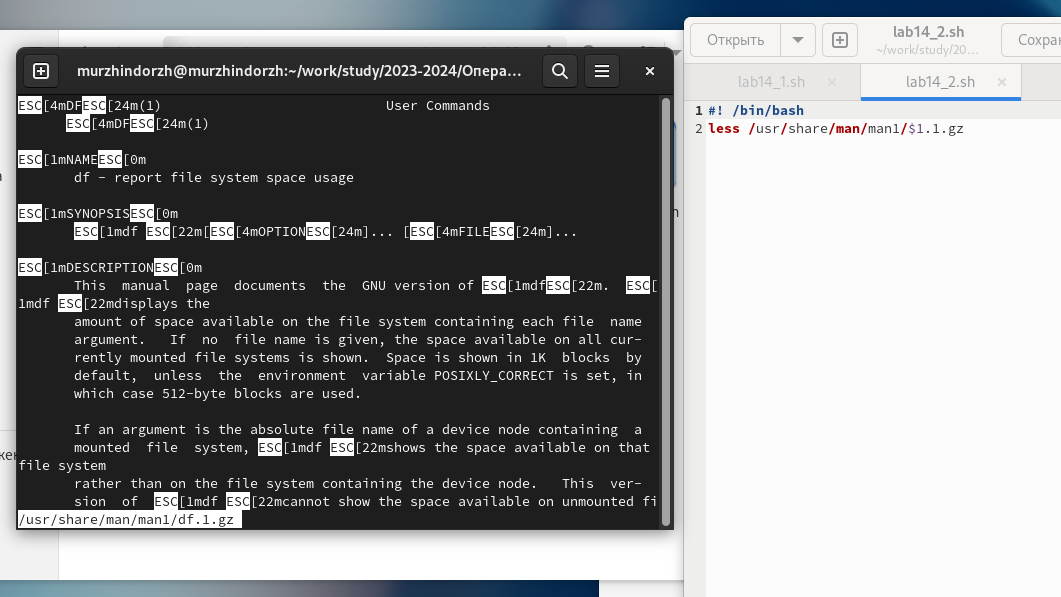 murzhindorzh@murzhindorzh:~/work/study/2023-2024/Опера...
ESC[4mDFESC[24m(1) User Commands
ESC[4mDFESC[24m(1)
ESC[1mNAMEESC[0m
df - report file system space usage
ESC[1mSYNOPSISESC[0m
ESC[1mdf ESC[22m[ESC[4mOPTIONESC[24m]... [ESC[4mFILEESC[24m]...
ESC[1mDESCRIPTIONESC[0m
This manual page documents the GNU version of ESC[1mdfESC[22m. ESC[
1mdf ESC[22mdisplays the
amount of space available on the file system containing each file name
argument. If no file name is given, the space available on all cur-
rently mounted file systems is shown. Space is shown in 1K blocks by
default, unless the environment variable POSIXLY_CORRECT is set, in
which case 512-byte blocks are used.
If an argument is the absolute file name of a device node containing a
mounted file system, ESC[1mdf ESC[22mshows the space available on that
file system
rather than on the file system containing the device node. This ver-
sion of ESC[1mdf ESC[22mcannot show the space available on unmounted fi
/usr/share/man/man1/df.1.gz
Открыть
lab14_2.sh
~/work/study/20...
Сохра
lab14_1.sh
lab14_2.sh
1 #! /bin/bash
2 less /usr/share/man/man1/$1.1.gz